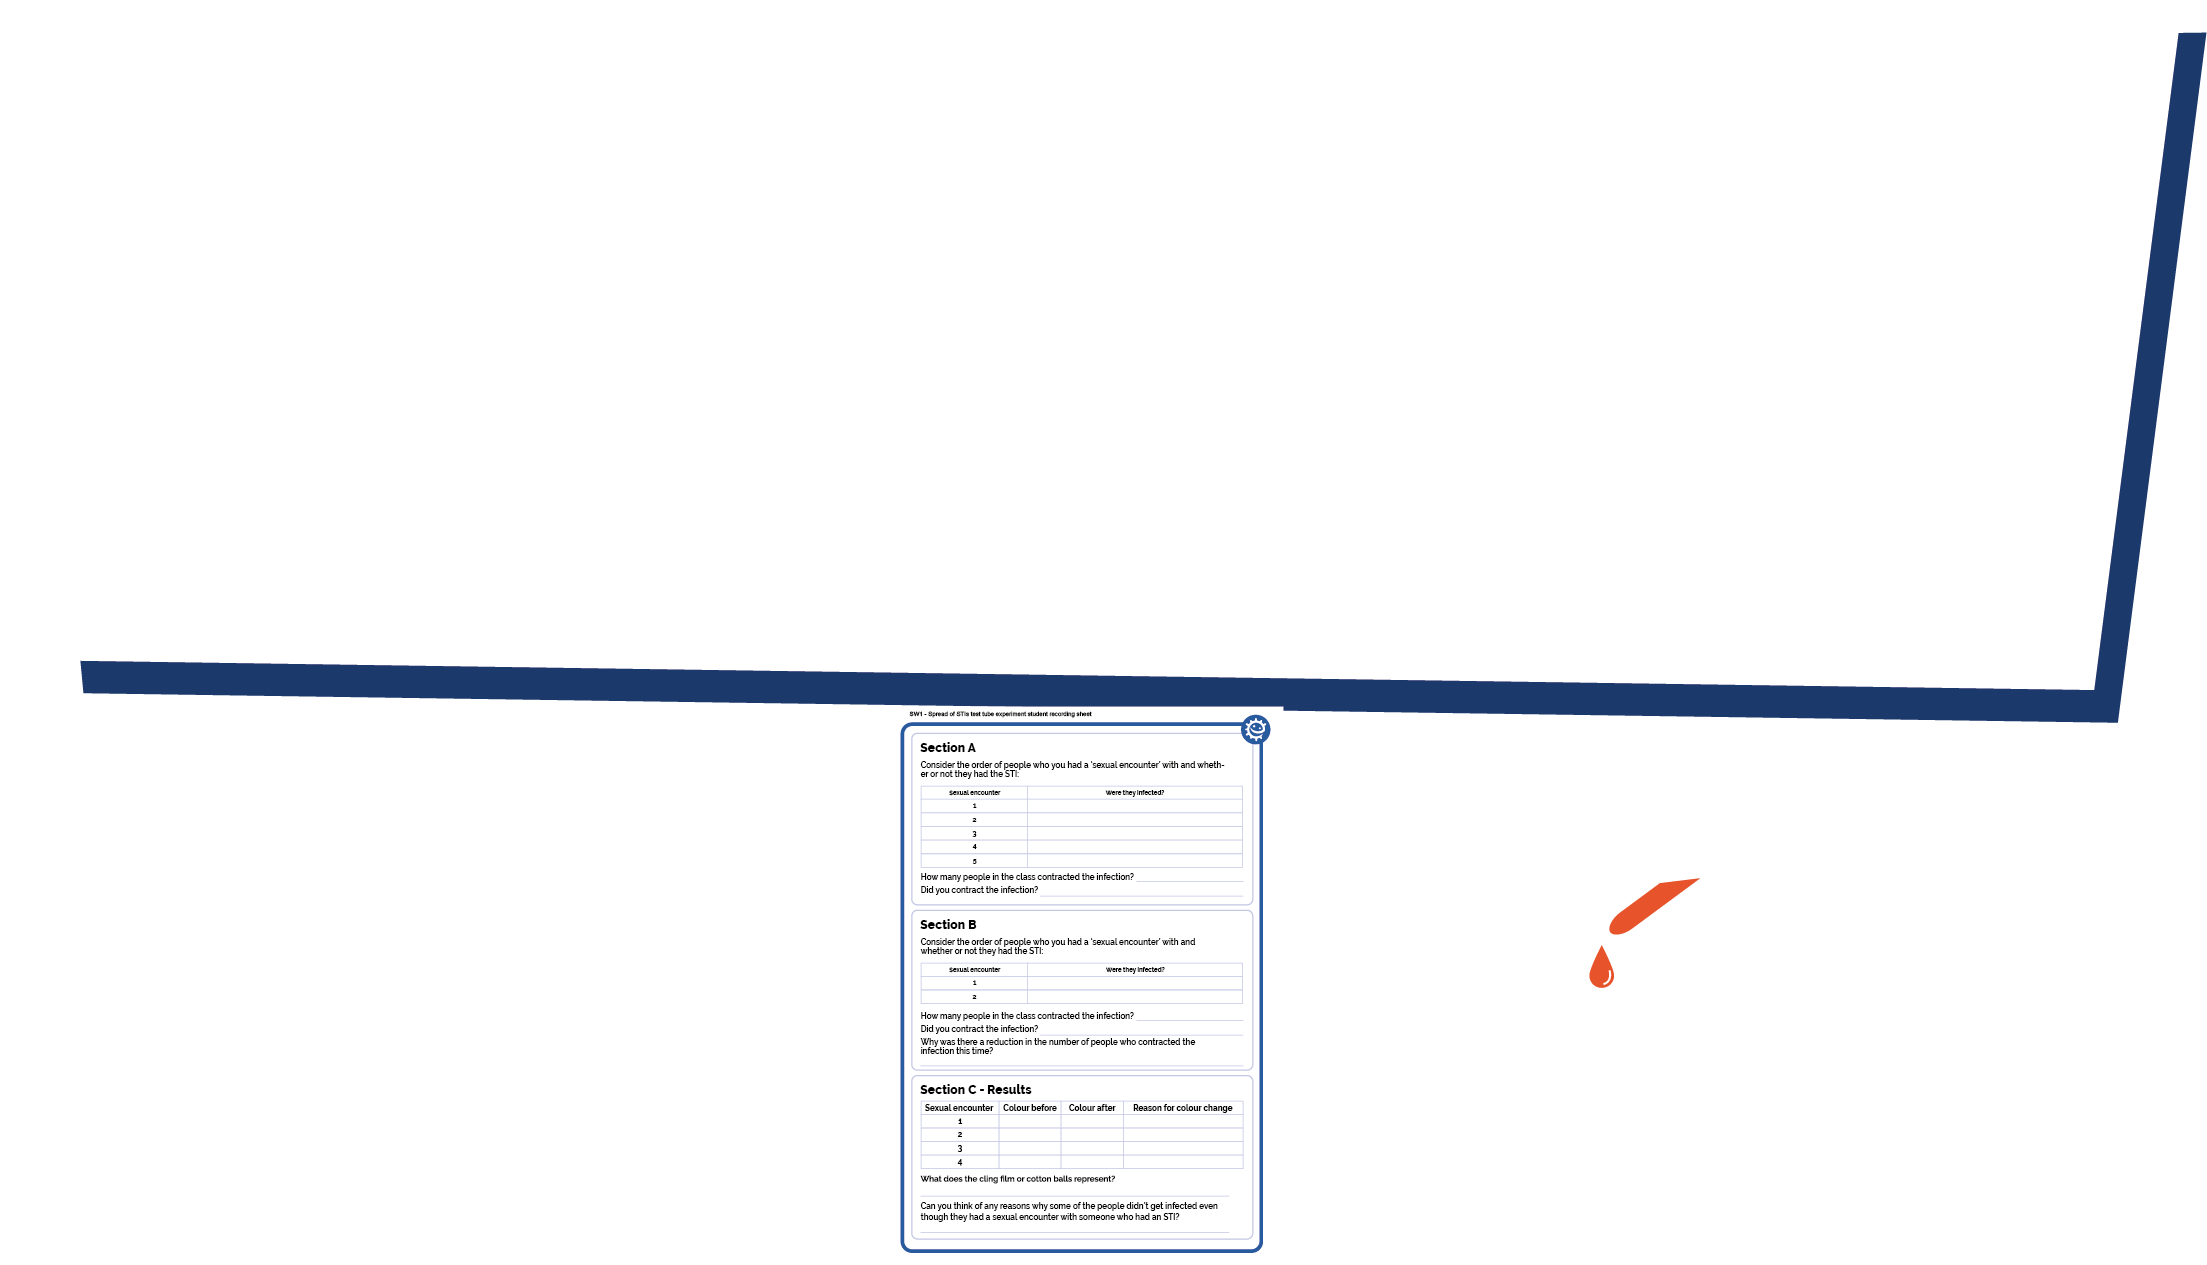 SW1 - Spread of STIs test tube experiment student recording sheet
Section A
Consider the order of people who you had a 'sexual encounter' with and wheth-
er or not they had the STI:
Sexual encounter Were they infected?
1
2
3
4
5
How many people in the class contracted the infection?
Did you contract the infection?
Section B
Consider the order of people who you had a 'sexual encounter' with and
whether or not they had the STI:
Sexual encounter Were they infected?
1
2
How many people in the class contracted the infection?
Did you contract the infection?
Why was there a reduction in the number of people who contracted the
infection this time?
Section C - Results
Sexual encounter Colour before Colour after Reason for colour change
1
2
3
4
What does the cling film or cotton balls represent?
Can you think of any reasons why some of the people didn't get infected even
though they had a sexual encounter with someone who had an STI?